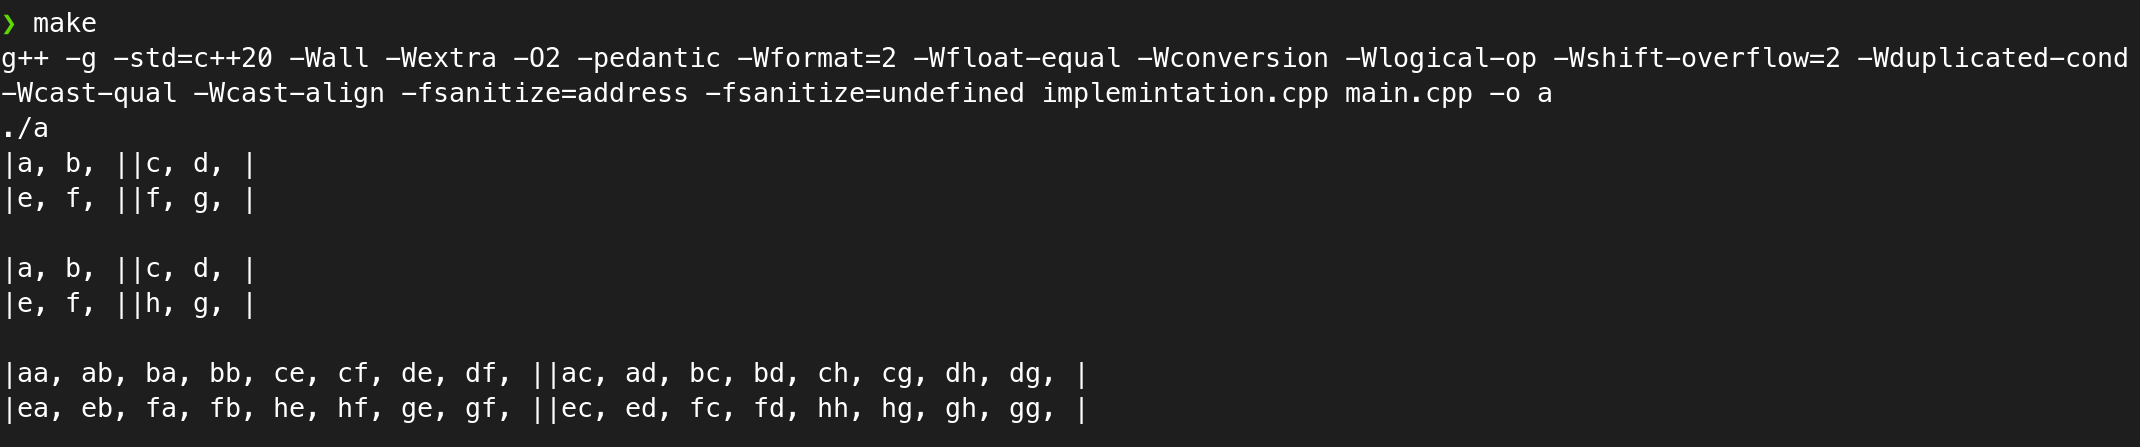 ❯ make
g++ -g -std=c++20 -Wall -Wextra -O2 -pedantic -Wformat=2 -Wfloat-equal -Wconversion -Wlogical-op -Wshift-overflow=2 -Wduplicated-cond
-Wcast-qual -Wcast-align -fsanitize=address -fsanitize=undefined implemintation.cpp main.cpp -o a
./a
|a, b, ||c, d, |
|e, f, ||f, g, |
|a, b, ||c, d, |
|e, f, ||h, g, |
|aa, ab, ba, bb, ce, cf, de, df, ||ac, ad, bc, bd, ch, cg, dh, dg, |
|ea, eb, fa, fb, he, hf, ge, gf, ||ec, ed, fc, fd, hh, hg, gh, gg, |